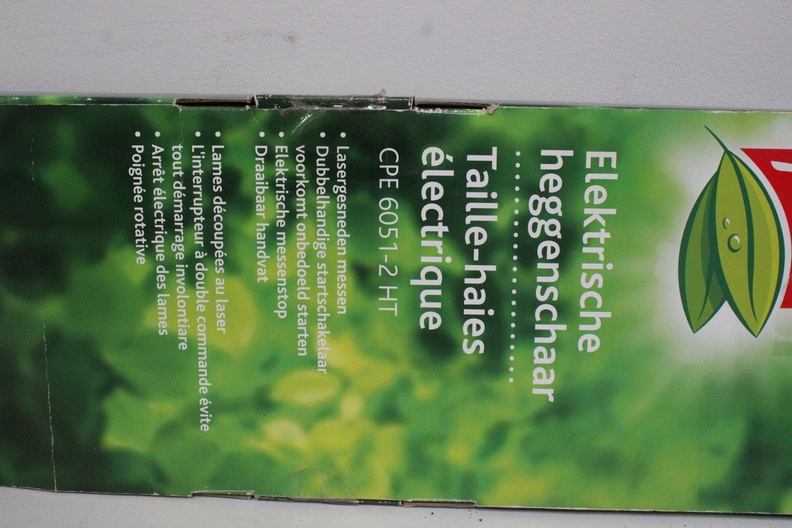 Elektrische
heggenschaar
Taille-haies
électrique
CPE 6051-2 HT
• Lasergesneden messen
• Dubbelhandige startschakelaar
voorkomt onbedoeld starten
• Elektrische messenstop
• Draaibaar handvat
• Lames découpées au laser
• L'interrupteur à double commande évite
tout démarrage involontiare
• Arrêt électrique des lames
• Poignée rotative